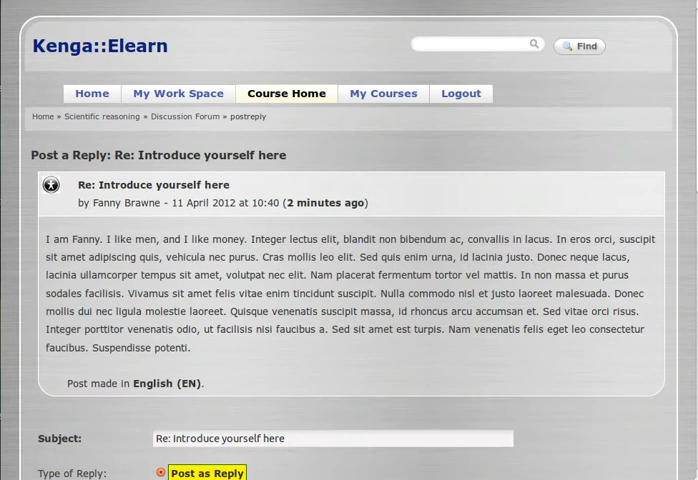 Kenga::Elearn
Find
Home
My Work Space
Course Home
My Courses
Logout
Home » Scientific reasoning » Discussion Forum » postreply
Post a Reply: Re: Introduce yourself here
Re: Introduce yourself here
by Fanny Brawne - 11 April 2012 at 10:40 (2 minutes ago)
I am Fanny. I like men, and I like money. Integer lectus elit, blandit non bibendum ac, convallis in lacus. In eros orci, suscipit
sit amet adipiscing quis, vehicula nec purus. Cras mollis leo elit. Sed quis enim urna, id lacinia justo. Donec neque lacus,
lacinia ullamcorper tempus sit amet, volutpat nec elit. Nam placerat fermentum tortor vel mattis. In non massa et purus
sodales facilisis. Vivamus sit amet felis vitae enim tincidunt suscipit. Nulla commodo nisl et justo laoreet malesuada. Donec
mollis dui nec ligula molestie laoreet. Quisque venenatis suscipit massa, id rhoncus arcu accumsan et. Sed vitae orci risus.
Integer porttitor venenatis odio, ut facilisis nisi faucibus a. Sed sit amet est turpis. Nam venenatis felis eget leo consectetur
faucibus. Suspendisse potenti.
Post made in English (EN).
Subject: Re: Introduce yourself here
Type of Reply: Post as Reply